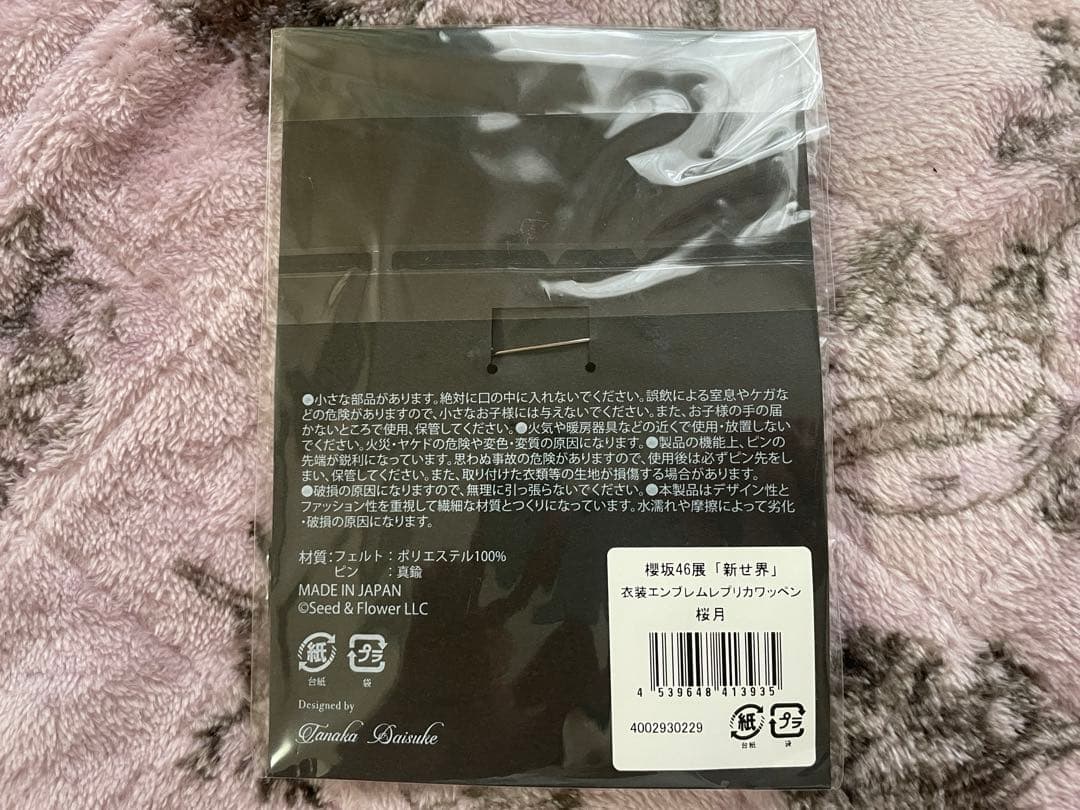 ●小さな部品があります。絶対に口の中に入れないでください。誤飲による窒息やケガな
どの危険がありますので、小さなお子様には与えないでください。また、お子様の手の届
かないところで使用、保管してください。●火気や暖房器具などの近くで使用・放置しない
でください。火災・ヤケドの危険や変色・変質の原因になります。●製品の機能上、ピンの
先端が鋭利になっています。思わぬ事故の危険がありますので、使用後は必ずピン先をし
まい、保管してください。また、取り付けた衣類等の生地が損傷する場合があります。
●破損の原因になりますので、無理に引っ張らないでください。●本製品はデザイン性と
ファッション性を重視して繊細な材質とつくりになっています。水濡れや摩擦によって劣化
・破損の原因になります。
材質：フェルト：ポリエステル100%
ピン　：真鍮
MADE IN JAPAN
©Seed & Flower LLC
紙 プラ
台紙 袋
Designed by
Tanaka Daisuke
櫻坂46展「新せ界」
衣装エンブレムレプリカワッペン
桜月
4 539648 413935
4002930229 紙 プラ
台紙 袋